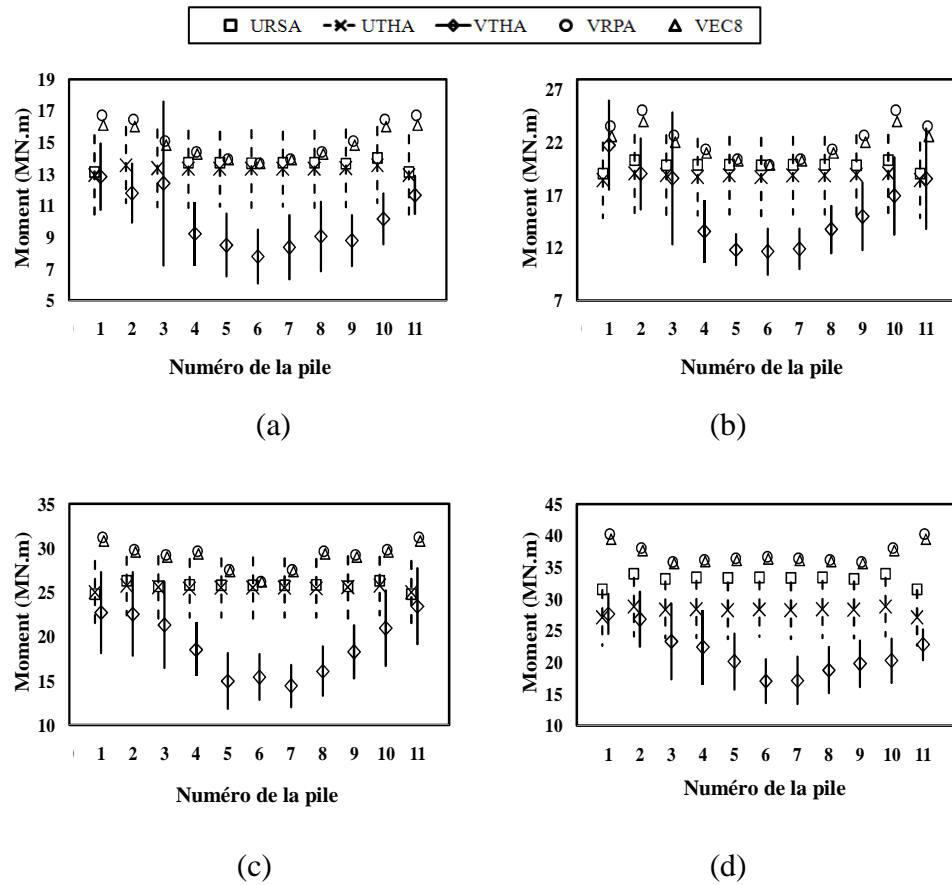 URSA UTHA VTHA VRPA VEC8
19
17
15
13
11
9
7
5
Moment (MN.m)
1 2 3 4 5 6 7 8 9 10 11
Numéro de la pile
(a)
27
22
17
12
7
Moment (MN.m)
1 2 3 4 5 6 7 8 9 10 11
Numéro de la pile
(b)
35
30
25
20
15
10
Moment (MN.m)
1 2 3 4 5 6 7 8 9 10 11
Numéro de la pile
(c)
45
40
35
30
25
20
15
10
Moment (MN.m)
1 2 3 4 5 6 7 8 9 10 11
Numéro de la pile
(d)